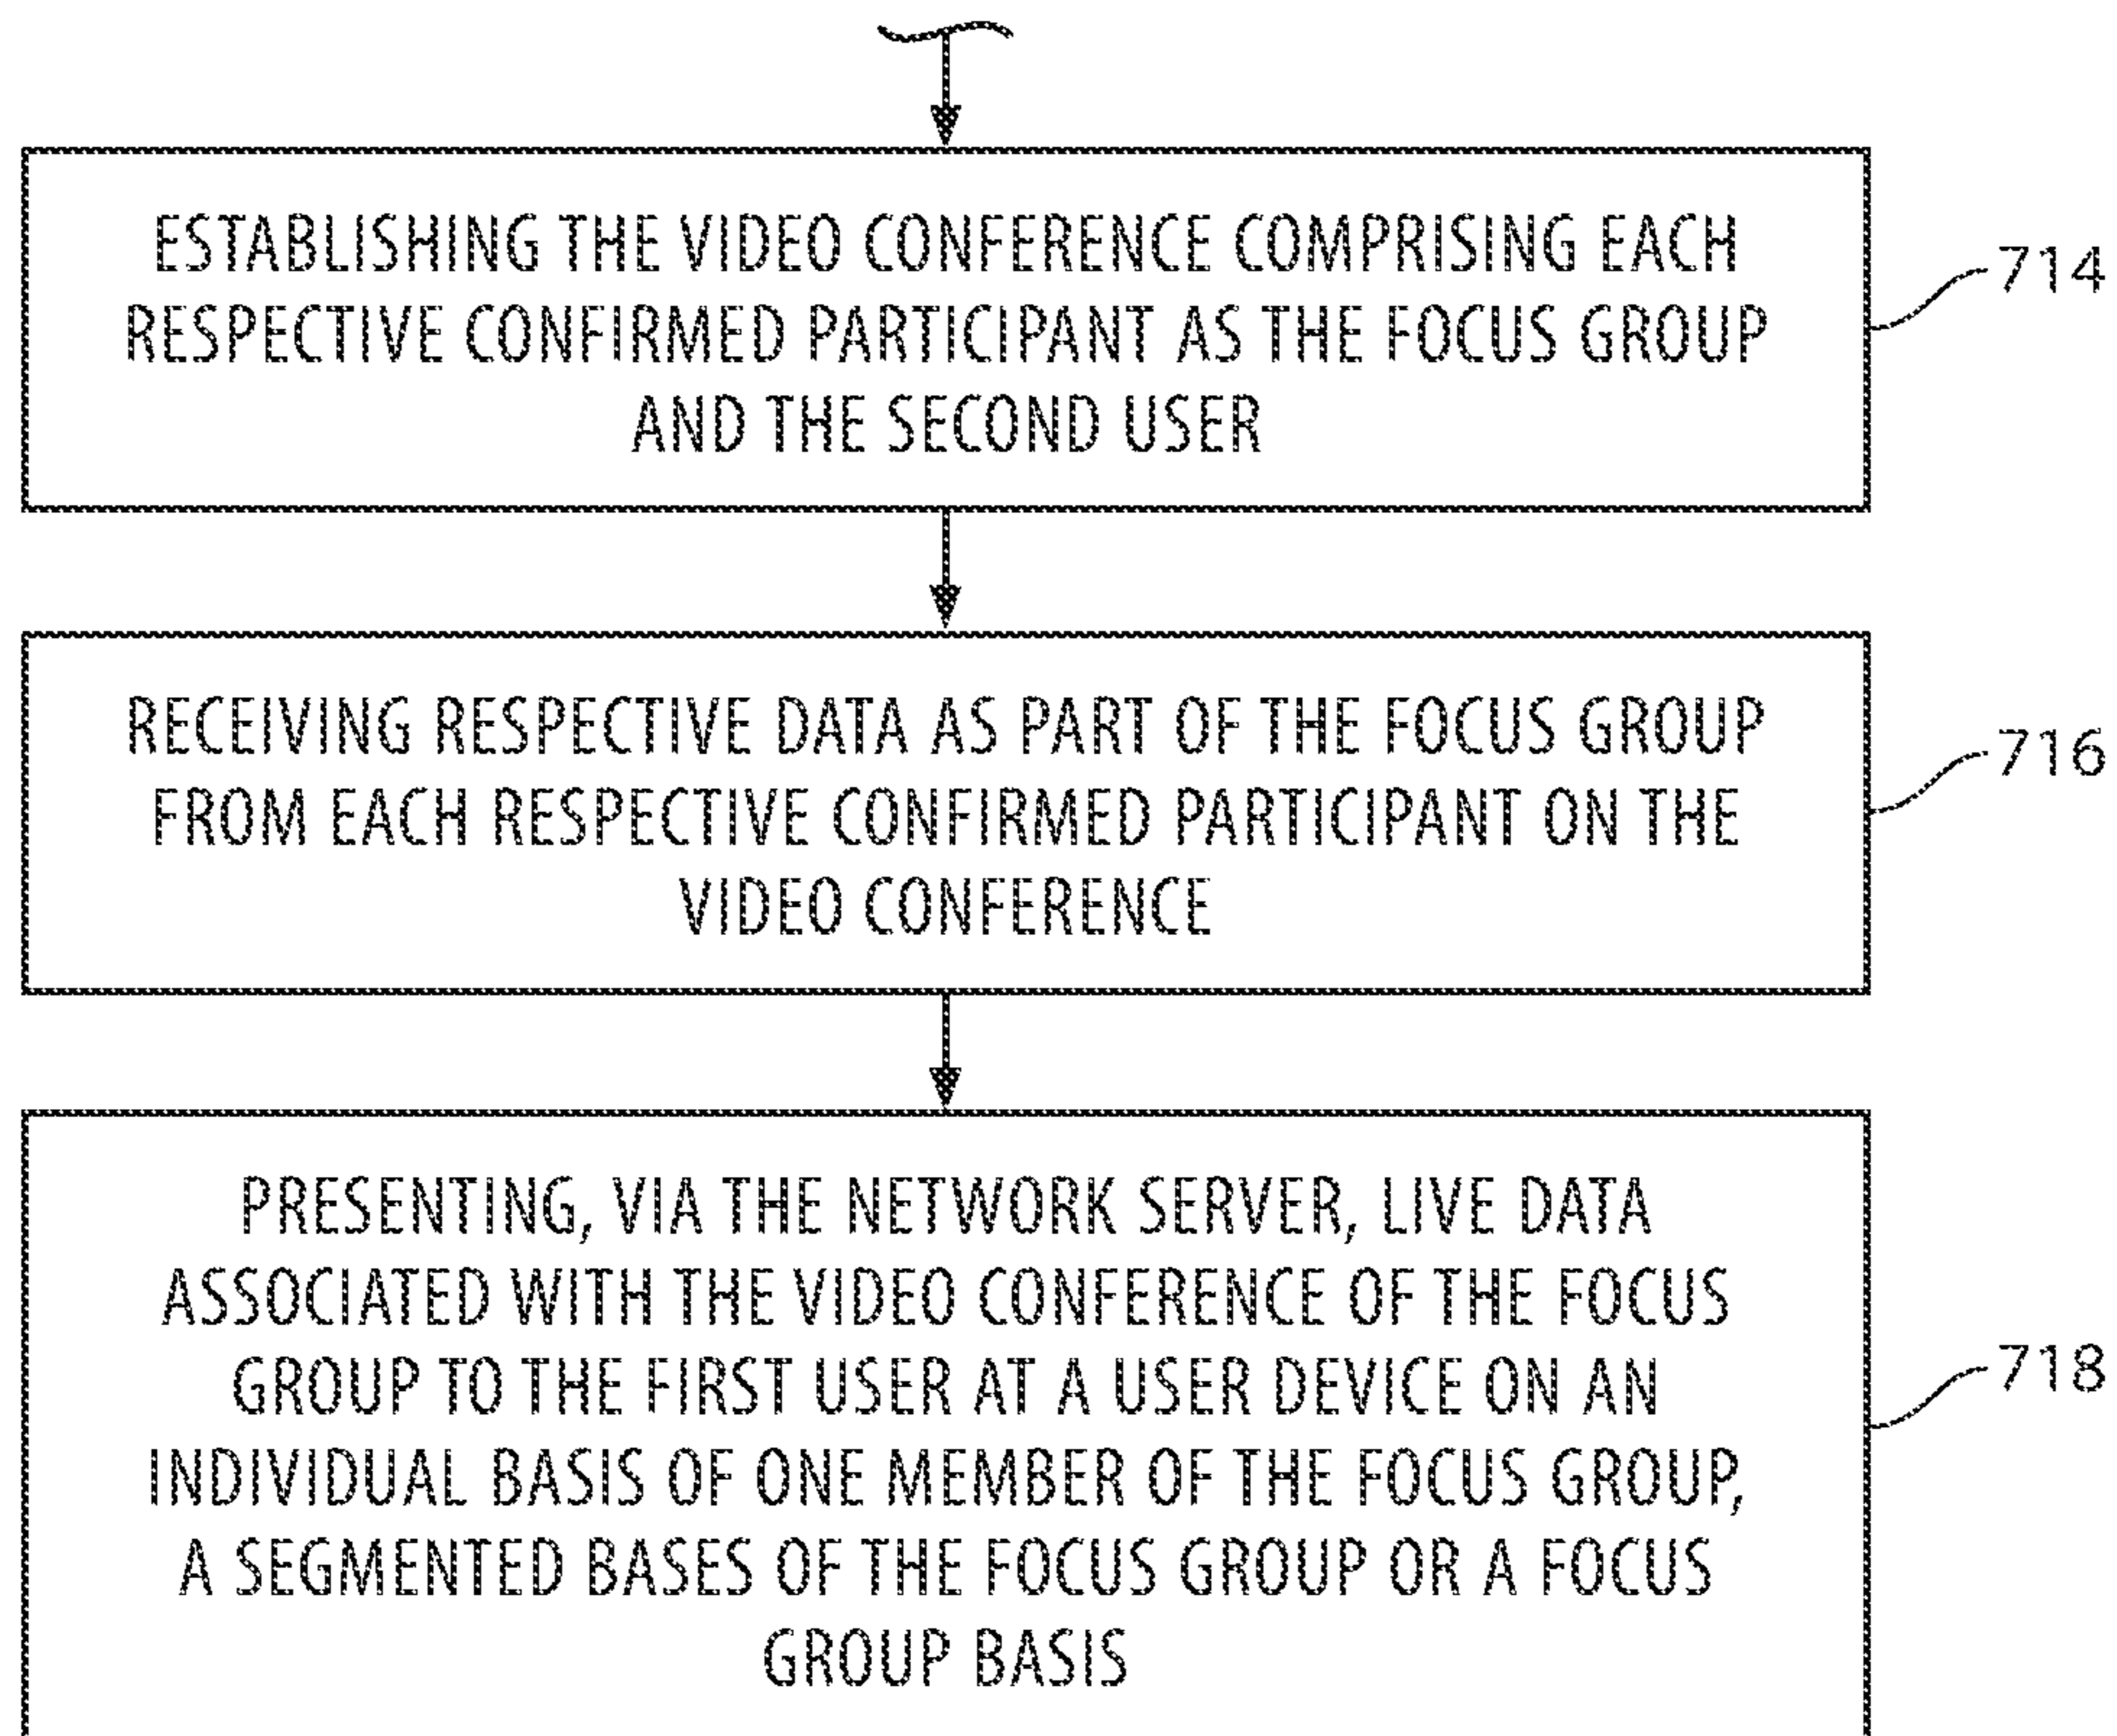 ESTABLISHING THE VIDEO CONFERENCE COMPRISING EACH
RESPECTIVE CONFIRMED PARTICIPANT AS THE FOCUS GROUP
AND THE SECOND USER
714
RECEIVING RESPECTIVE DATA AS PART OF THE FOCUS GROUP
FROM EACH RESPECTIVE CONFIRMED PARTICIPANT ON THE
VIDEO CONFERENCE
716
PRESENTING, VIA THE NETWORK SERVER, LIVE DATA
ASSOCIATED WITH THE VIDEO CONFERENCE OF THE FOCUS
GROUP TO THE FIRST USER AT A USER DEVICE ON AN
INDIVIDUAL BASIS OF ONE MEMBER OF THE FOCUS GROUP,
A SEGMENTED BASES OF THE FOCUS GROUP OR A FOCUS
GROUP BASIS
718